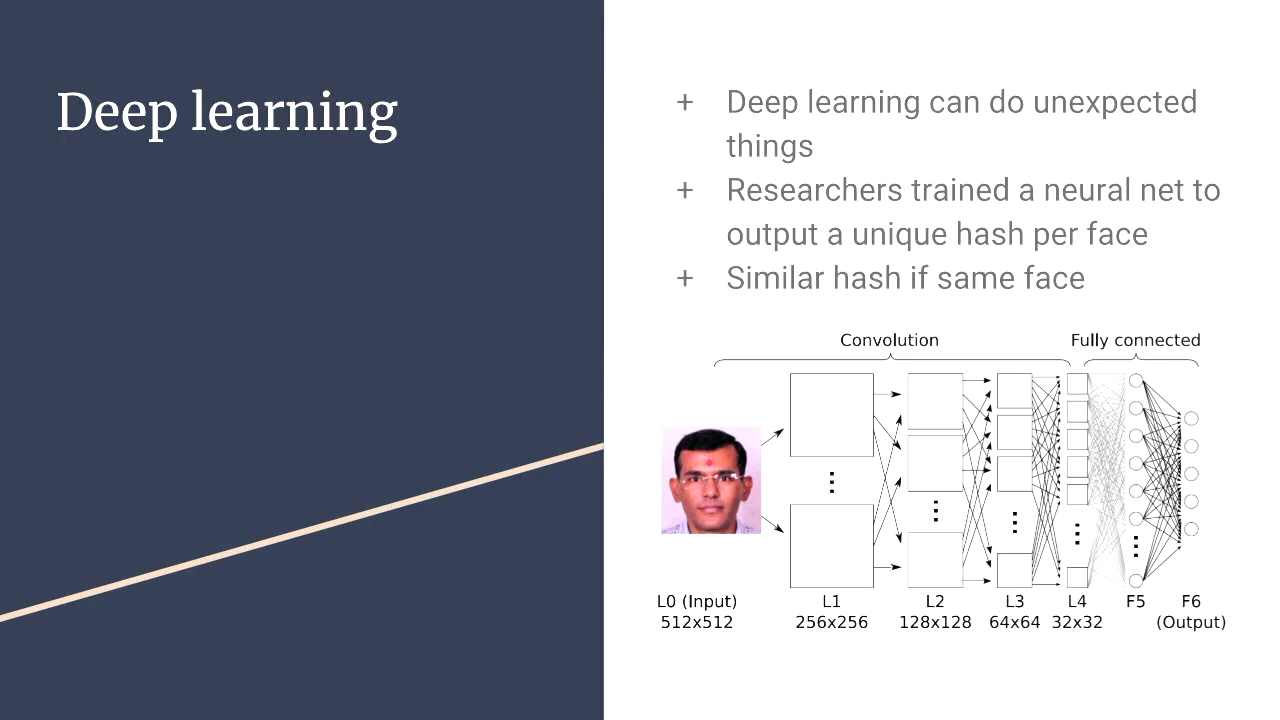 Deep learning
+ Deep learning can do unexpected
things
+ Researchers trained a neural net to
output a unique hash per face
+ Similar hash if same face
Convolution
Fully connected
L0 (Input)
512x512
L1
256x256
L2
128x128
L3
64x64
L4
32x32
F5
F6
(Output)